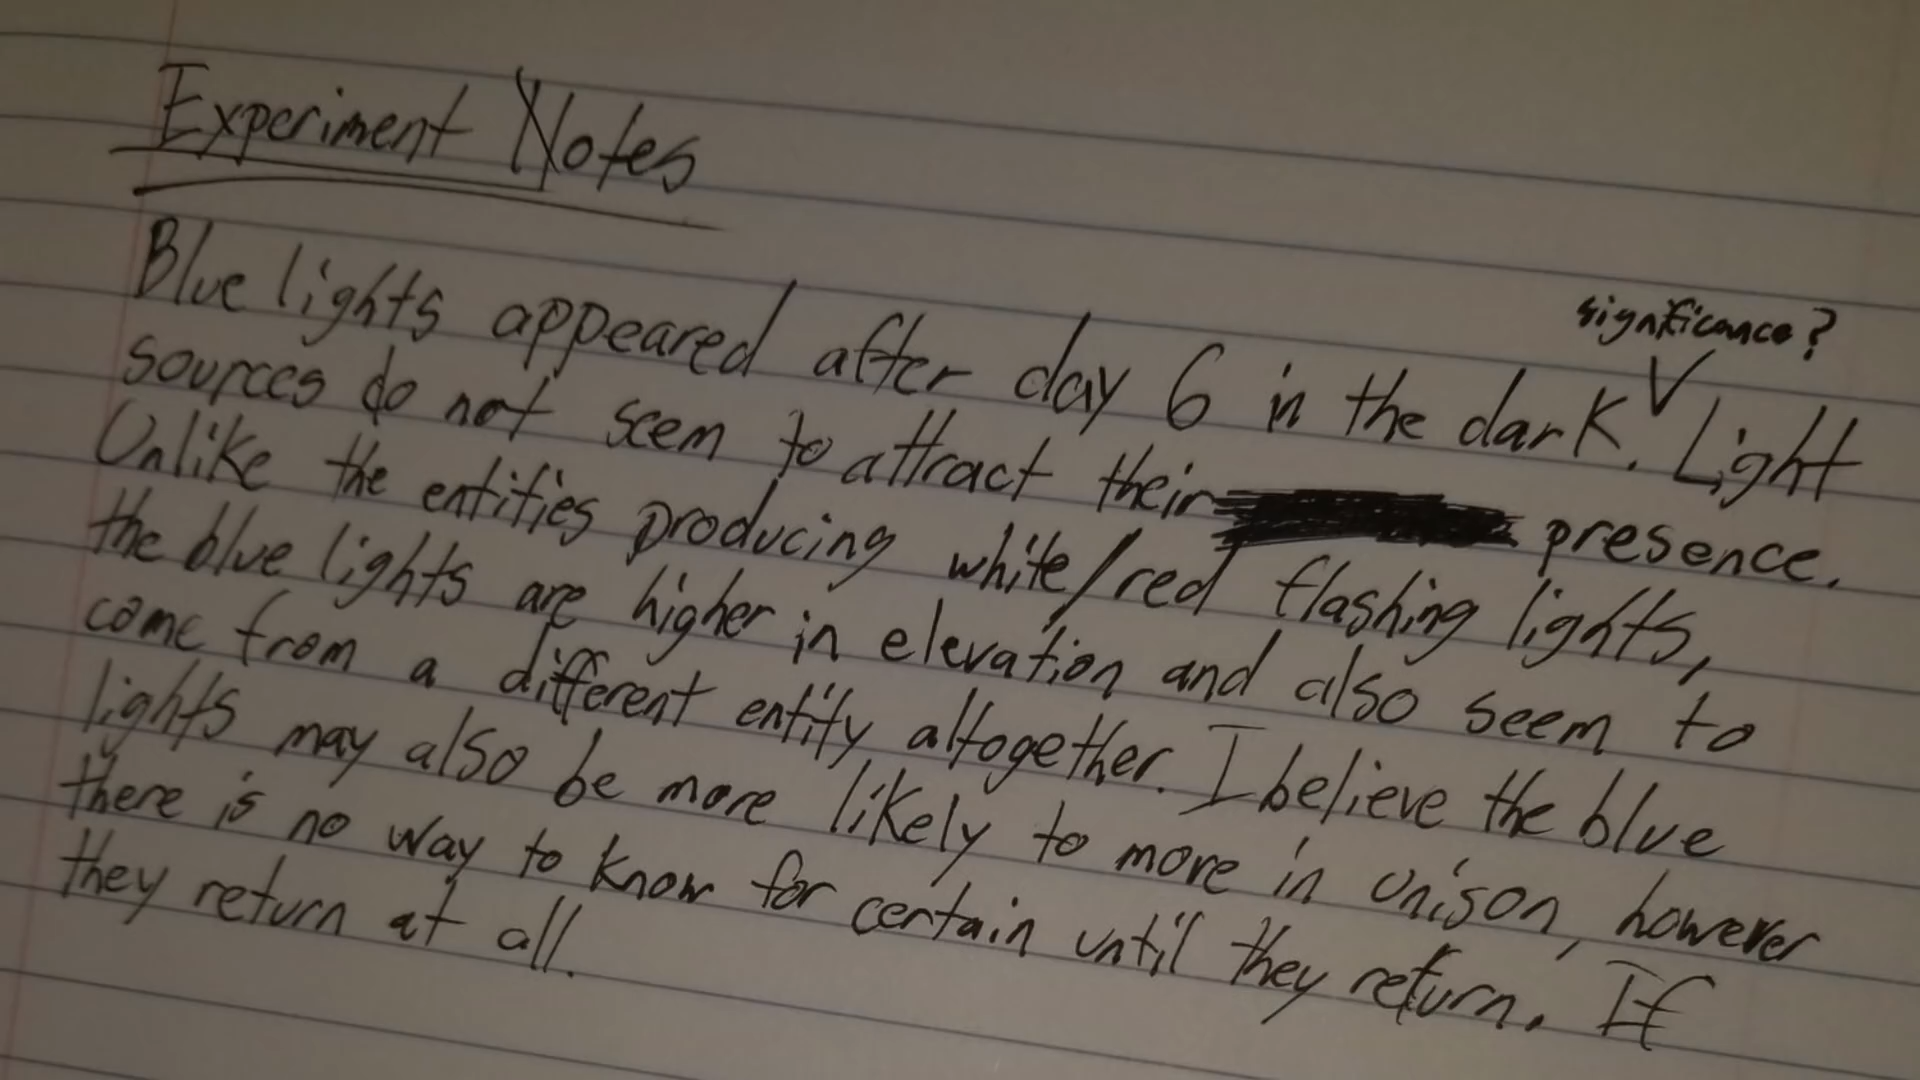 Experiment Notes
significance?
Blue lights appeared after day 6 in the dark. Light
sources do not seem to attract their presence.
Unlike the entities producing white/red flashing lights,
the blue lights are higher in elevation and also seem to
come from a different entity altogether. I believe the blue
lights may also be more likely to more in unison, however
there is no way to know for certain until they return. If
they return at all.